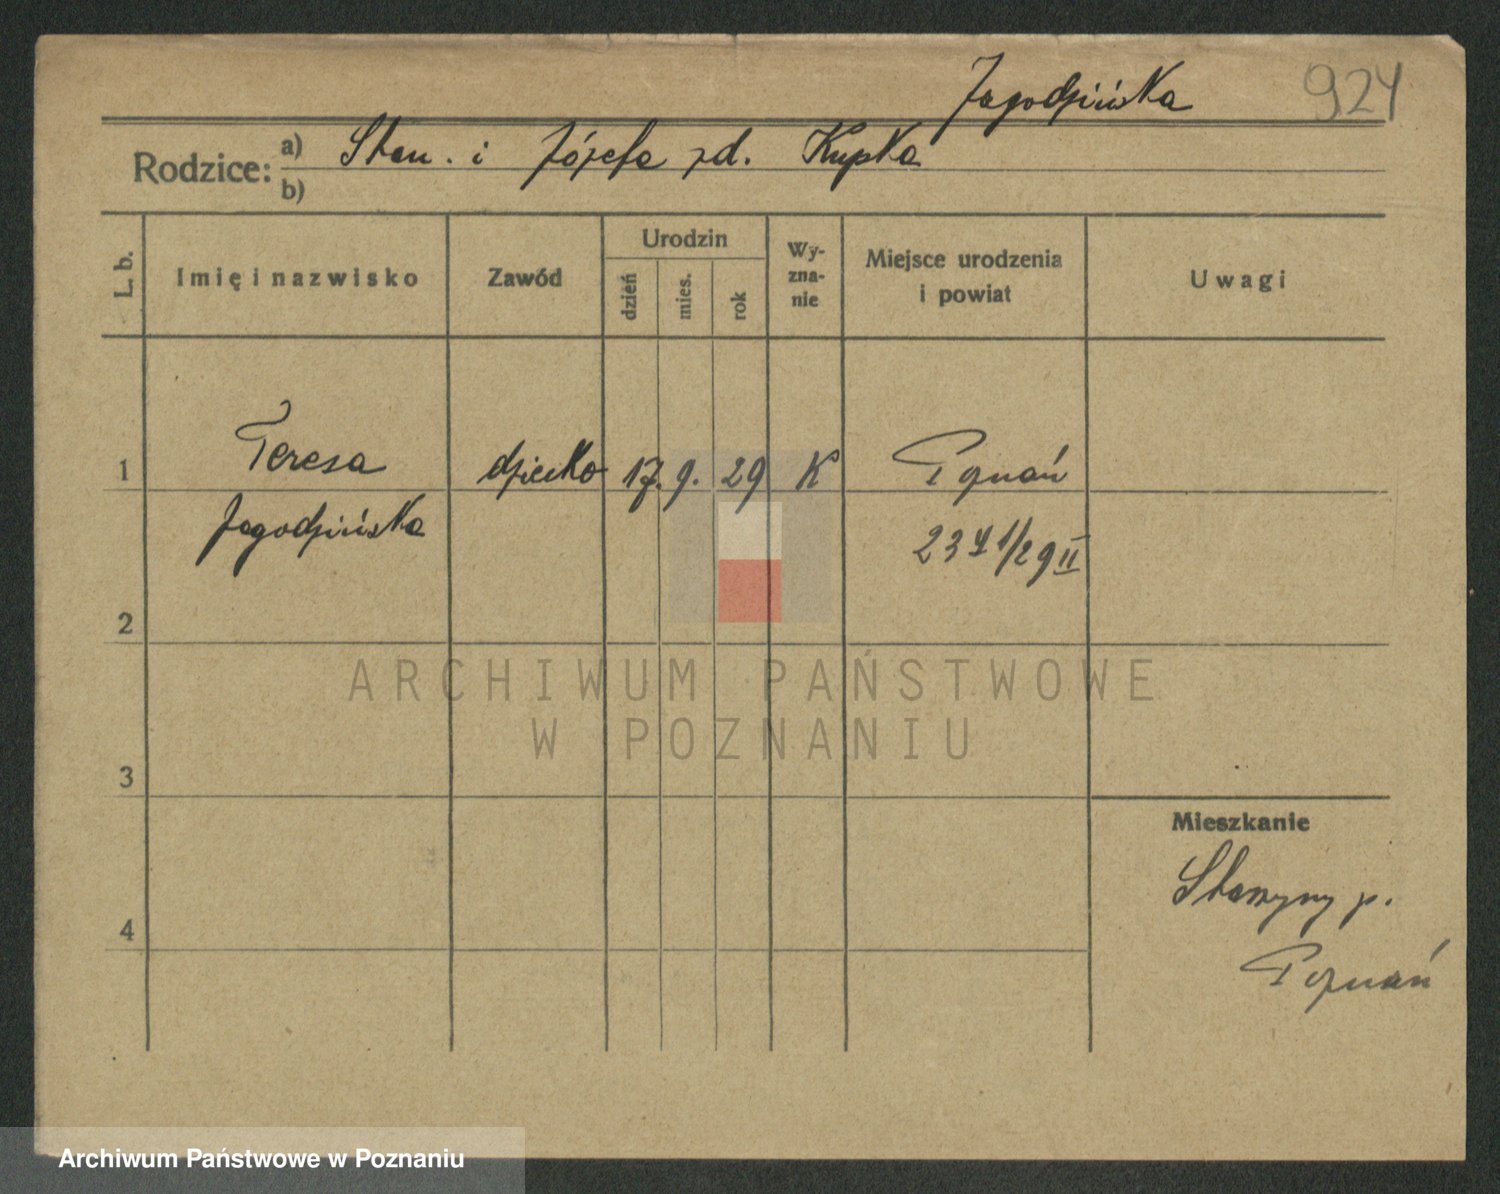 Jagodzińska 924
Rodzice: a) Stan. i Józefa zd. Kupka
b)
L. b. Imię i nazwisko Zawód Urodzin dzień mies. rok Wy-zna-nie Miejsce urodzenia i powiat Uwagi
1 Teresa dziecko 17. 9. 29 K Poznań
Jagodzińska 2371/29 II
2
ARCHIWUM PAŃSTWOWE
W POZNANIU
3
Mieszkanie
p.
4
Poznań
Archiwum Państwowe w Poznaniu